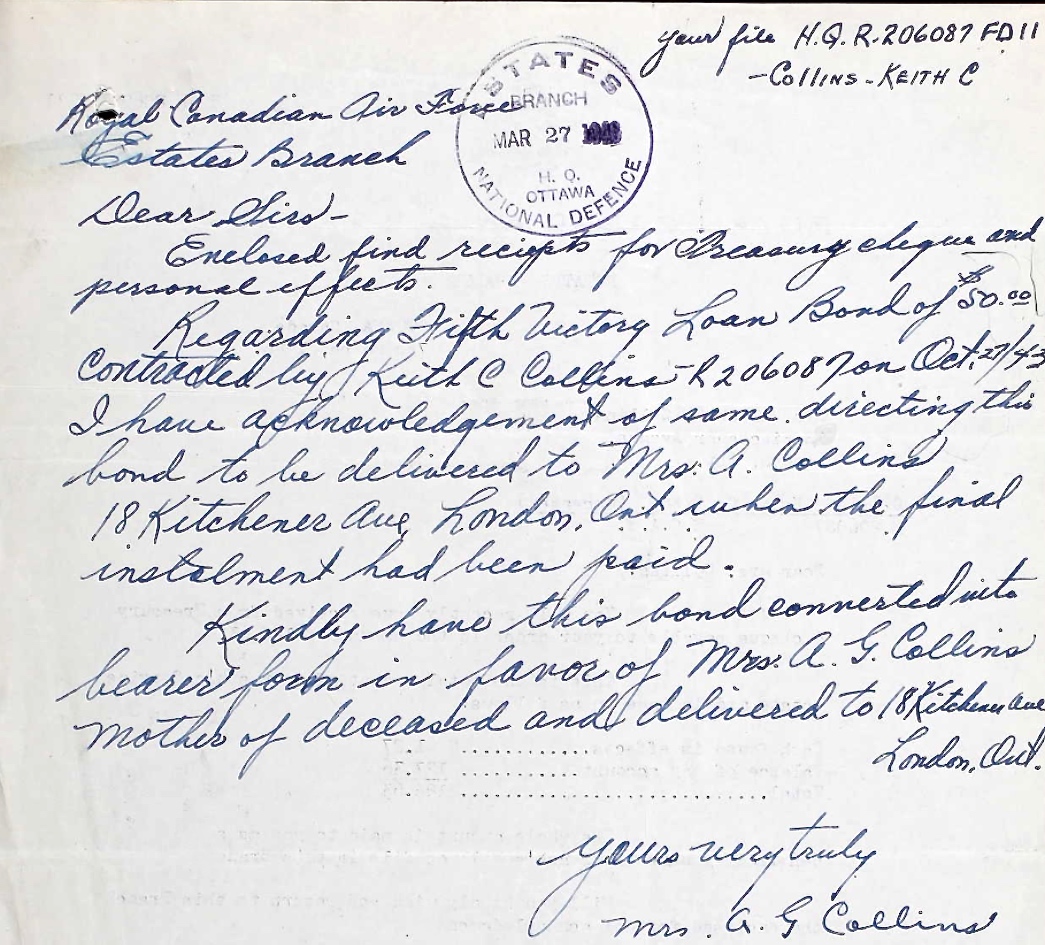 your file H.Q.R.206087 FD11
- Collins - Keith C
ESTATES
BRANCH
MAR 27
H. Q.
OTTAWA
NATIONAL DEFENCE
Royal Canadian Air Force
Estates Branch
Dear Sirs -
Enclosed find reciepts for Treasury cheque and
personal effects.
Regarding Fifth Victory Loan Bond of $50.00
contracted by Keith C Collins - R206087 on Oct. 27/43
I have acknowledgement of same. directing this
bond to be delivered to Mrs. A. Collins
18 Kitchener Ave, London, Ont when the final
instalment had been paid.
Kindly have this bond converted into
bearer form in favor of Mrs. A. G. Collins
Mother of deceased and delivered to 18 Kitchener Ave
London, Ont.
Yours very truly
Mrs. A G Collins